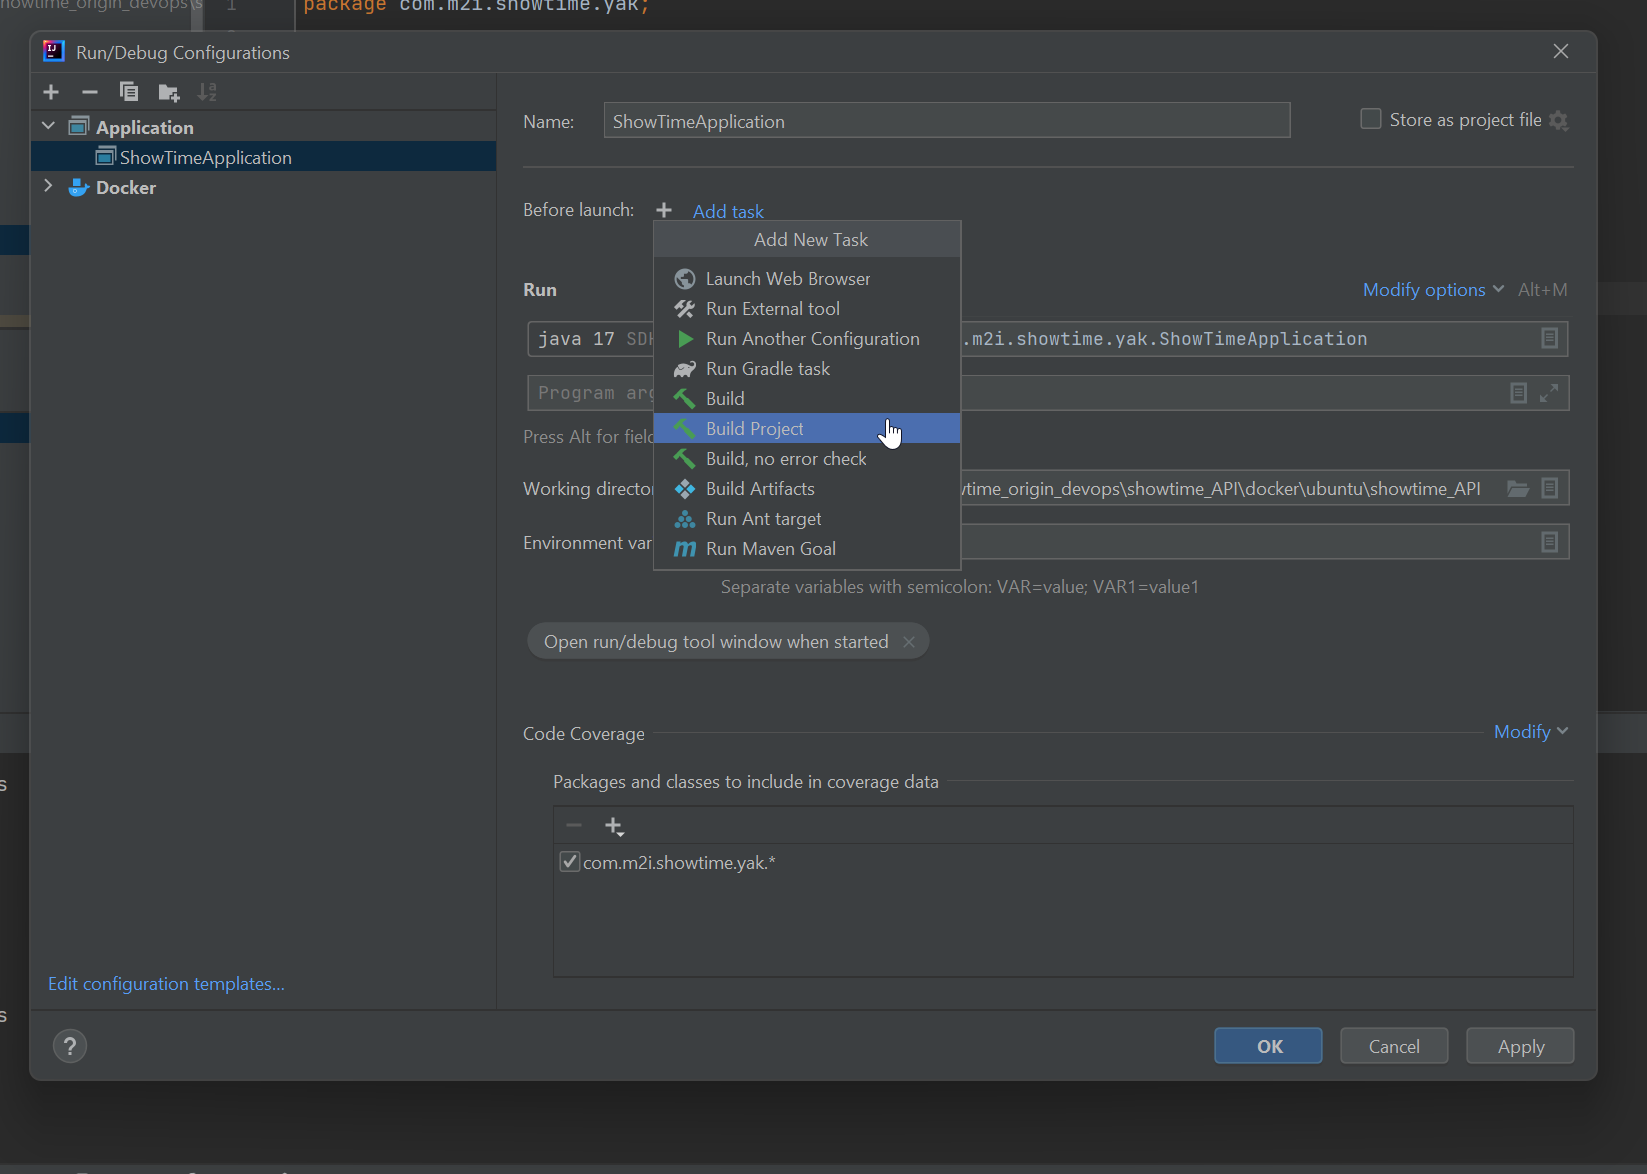 owtime_origin_devops\s
1
package com.m2i.showtime.yak;
Run/Debug Configurations
Application
ShowTimeApplication
Docker
Name: ShowTimeApplication
Store as project file
Before launch: Add task
Add New Task
Launch Web Browser
Run External tool
Run Another Configuration
Run Gradle task
Build
Build Project
Build, no error check
Build Artifacts
Run Ant target
Run Maven Goal
Run
Modify options Alt+M
java 17 SDK .m2i.showtime.yak.ShowTimeApplication
Program arg
Press Alt for field
Working director vtime_origin_devops\showtime_API\docker\ubuntu\showtime_API
Environment var
Separate variables with semicolon: VAR=value; VAR1=value1
Open run/debug tool window when started
Code Coverage
Modify
Packages and classes to include in coverage data
com.m2i.showtime.yak.*
s
s
Edit configuration templates...
?
OK
Cancel
Apply